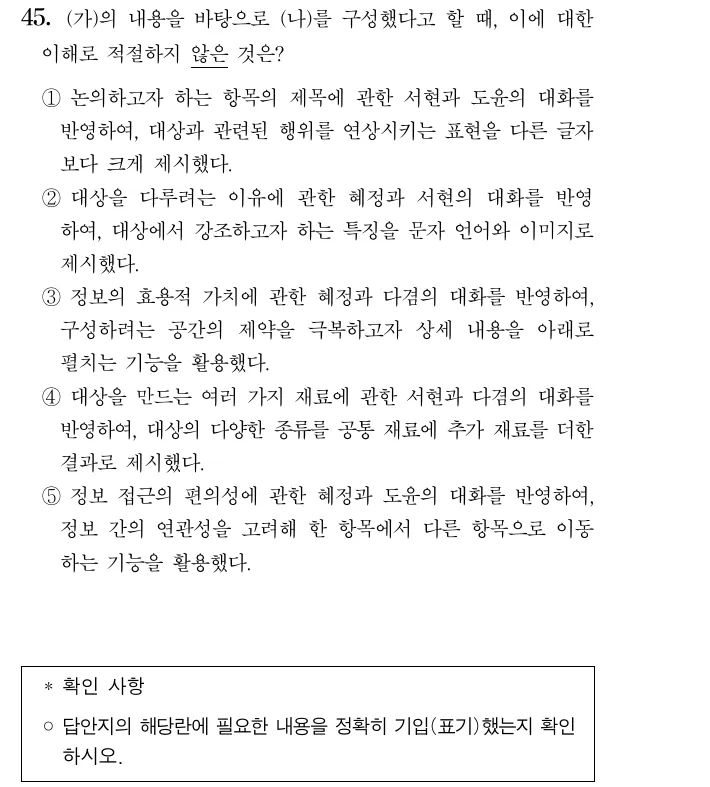 45. (가)의 내용을 바탕으로 (나)를 구성했다고 할 때, 이에 대한
이해로 적절하지 않은 것은?
① 논의하고자 하는 항목의 제목에 관한 서현과 도윤의 대화를
반영하여, 대상과 관련된 행위를 연상시키는 표현을 다른 글자
보다 크게 제시했다.
② 대상을 다루려는 이유에 관한 혜정과 서현의 대화를 반영
하여, 대상에서 강조하고자 하는 특징을 문자 언어와 이미지로
제시했다.
③ 정보의 효용적 가치에 관한 혜정과 다겸의 대화를 반영하여,
구성하려는 공간의 제약을 극복하고자 상세 내용을 아래로
펼치는 기능을 활용했다.
④ 대상을 만드는 여러 가지 재료에 관한 서현과 다겸의 대화를
반영하여, 대상의 다양한 종류를 공통 재료에 추가 재료를 더한
결과로 제시했다.
⑤ 정보 접근의 편의성에 관한 혜정과 도윤의 대화를 반영하여,
정보 간의 연관성을 고려해 한 항목에서 다른 항목으로 이동
하는 기능을 활용했다.
* 확인 사항
○ 답안지의 해당란에 필요한 내용을 정확히 기입(표기)했는지 확인
하시오.